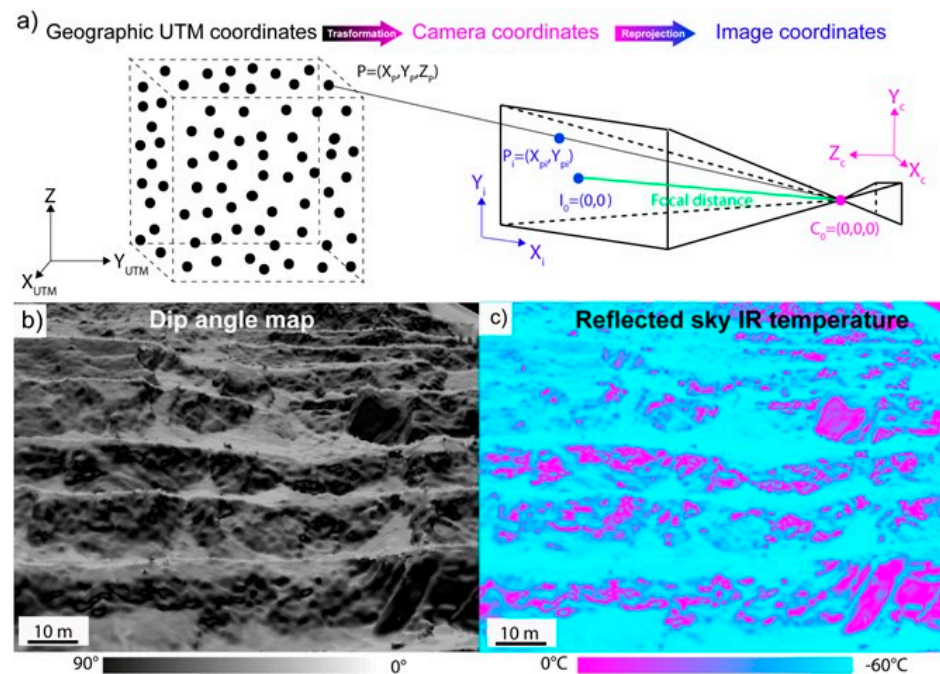 a)
Geographic UTM coordinates Trasformation Camera coordinates Reprojection Image coordinates
P=(Xp,Yp,Zp)
Yc
Zc
Xc
Pi=(Xpi,Ypi)
Yi
I0=(0,0)
Focal distance
C0=(0,0,0)
Xi
Z
YUTM
XUTM
b) Dip angle map
c) Reflected sky IR temperature
10 m
10 m
90° 0°
0°C -60°C